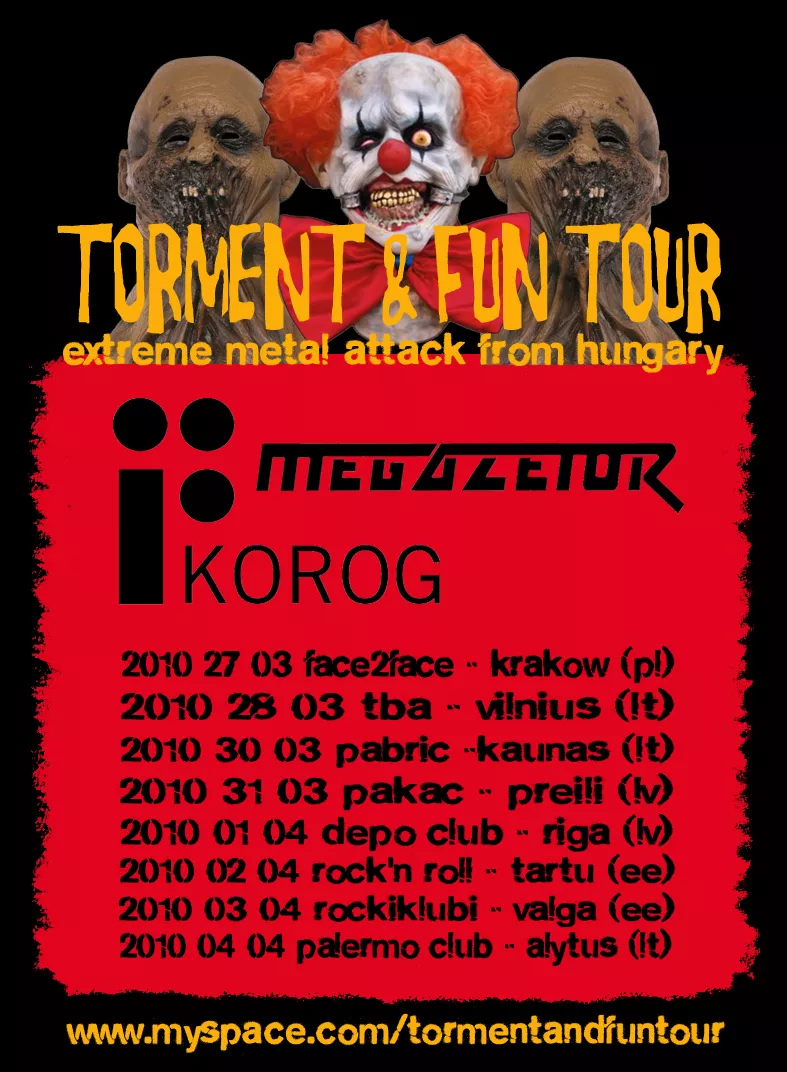 TORMENT & FUN TOUR
extreme metal attack from hungary
MEGAZETOR
KOROG
2010 27 03 face2face - krakow (pl)
2010 28 03 tba - vilnius (lt)
2010 30 03 pabric -kaunas (lt)
2010 31 03 pakac - preili (lv)
2010 01 04 depo club - riga (lv)
2010 02 04 rock'n roll - tartu (ee)
2010 03 04 rockiklubi - valga (ee)
2010 04 04 palermo club - alytus (lt)
www.myspace.com/tormentandfuntour